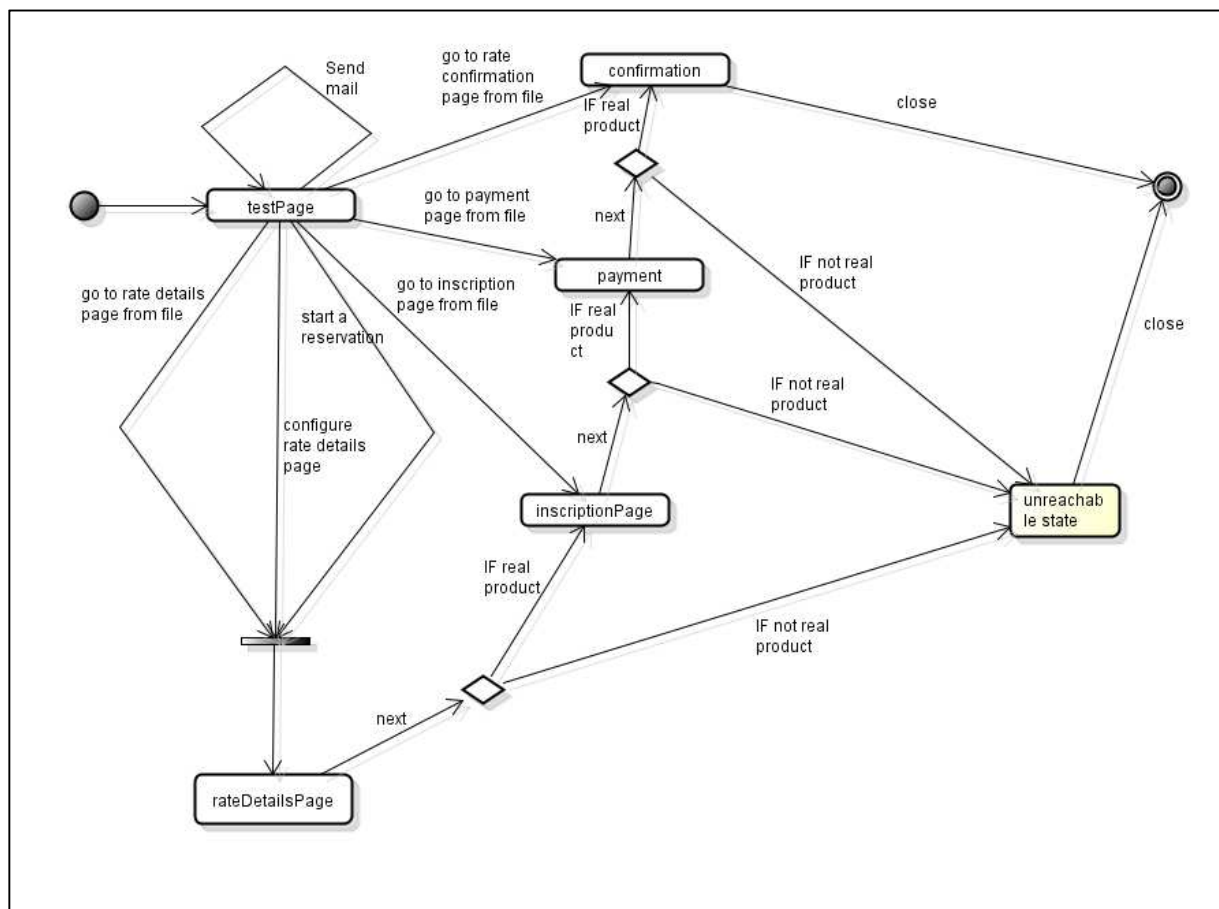 Send
mail
go to rate
confirmation
page from file
confirmation
IF real
product
close
testPage
go to payment
page from file
next
IF not real
product
go to rate details
page from file
start a
reservation
go to inscription
page from file
payment
IF real
produ
ct
close
IF not real
product
configure
rate details
page
next
inscriptionPage
unreachab
le state
IF real
product
IF not real
product
next
rateDetailsPage